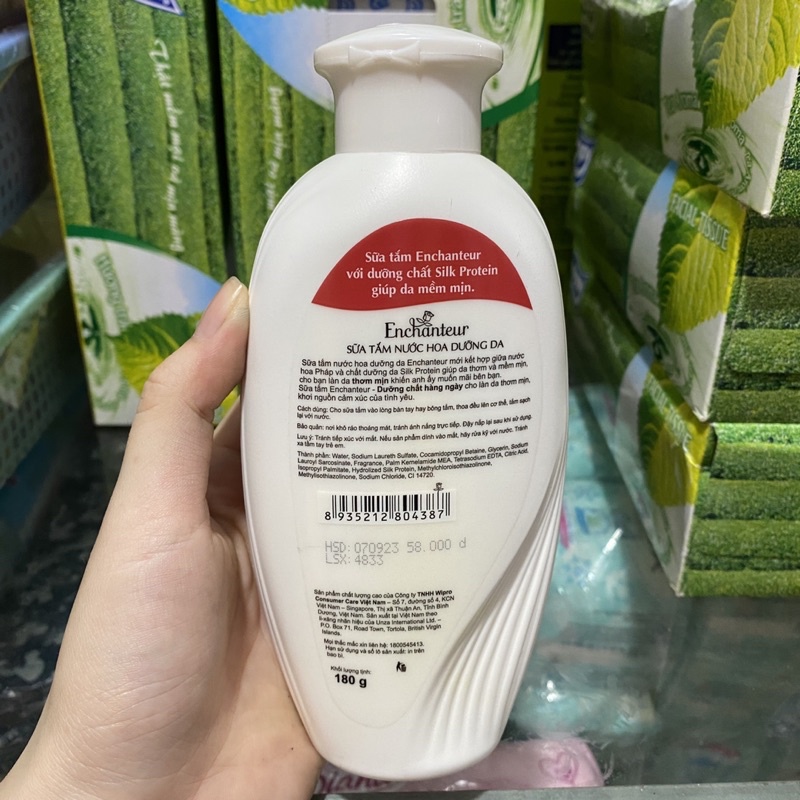 Sữa tắm Enchanteur
với dưỡng chất Silk Protein
giúp da mềm mịn.
Enchanteur
SỮA TẮM NƯỚC HOA DƯỠNG DA
Sữa tắm nước hoa dưỡng da Enchanteur mới kết hợp giữa nước
hoa Pháp và chất dưỡng da Silk Protein giúp da thơm và mềm mịn,
cho bạn làn da thơm mịn khiến anh ấy muốn mãi bên bạn.
Sữa tắm Enchanteur - Dưỡng chất hàng ngày cho làn da thơm mịn,
khơi nguồn cảm xúc của tình yêu.
Cách dùng: Cho sữa tắm vào lòng bàn tay hay bông tắm, thoa đều lên cơ thể, tắm sạch
lại với nước.
Bảo quản: nơi khô ráo thoáng mát, tránh ánh nắng trực tiếp. Đậy nắp lại sau khi sử dụng
Lưu ý: Tránh tiếp xúc với mắt. Nếu sản phẩm dính vào mắt, hãy rửa kỹ với nước. Tránh
xa tầm tay trẻ em.
Thành phần: Water, Sodium Laureth Sulfate, Cocamidopropyl Betaine, Glycerin, Sodium
Lauroyl Sarcosinate, Fragrance, Palm Kernelamide MEA, Tetrasodium EDTA, Citric Acid,
Isopropyl Palmitate, Hydrolized Silk Protein, Methylchloroisothiazolinone,
Methylisothiazolinone, Sodium Chloride, CI 14720.
8 935212 804387
HSD: 070923 58.000 đ
LSX: 4833
Sản phẩm chất lượng cao của Công ty TNHH Wipro
Consumer Care Việt Nam – Số 7, đường số 4, KCN
Việt Nam – Singapore, Thị xã Thuận An, Tỉnh Bình
Dương, Việt Nam. Sản xuất tại Việt Nam theo
li-xăng nhãn hiệu của Unza International Ltd. –
P.O. Box 71, Road Town, Tortola, British Virgin
Islands.
Mọi thắc mắc xin liên hệ: 1800545413.
Hạn sử dụng và số lô sản xuất: in trên
bao bì.
Khối lượng tịnh:
180 g
FACIAL TISSUE